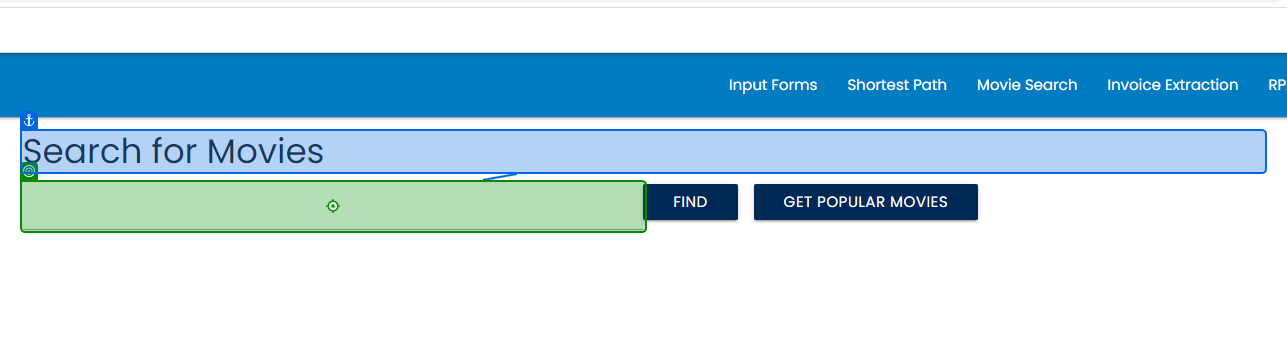 Input Forms Shortest Path Movie Search Invoice Extraction RP
Search for Movies
FIND GET POPULAR MOVIES